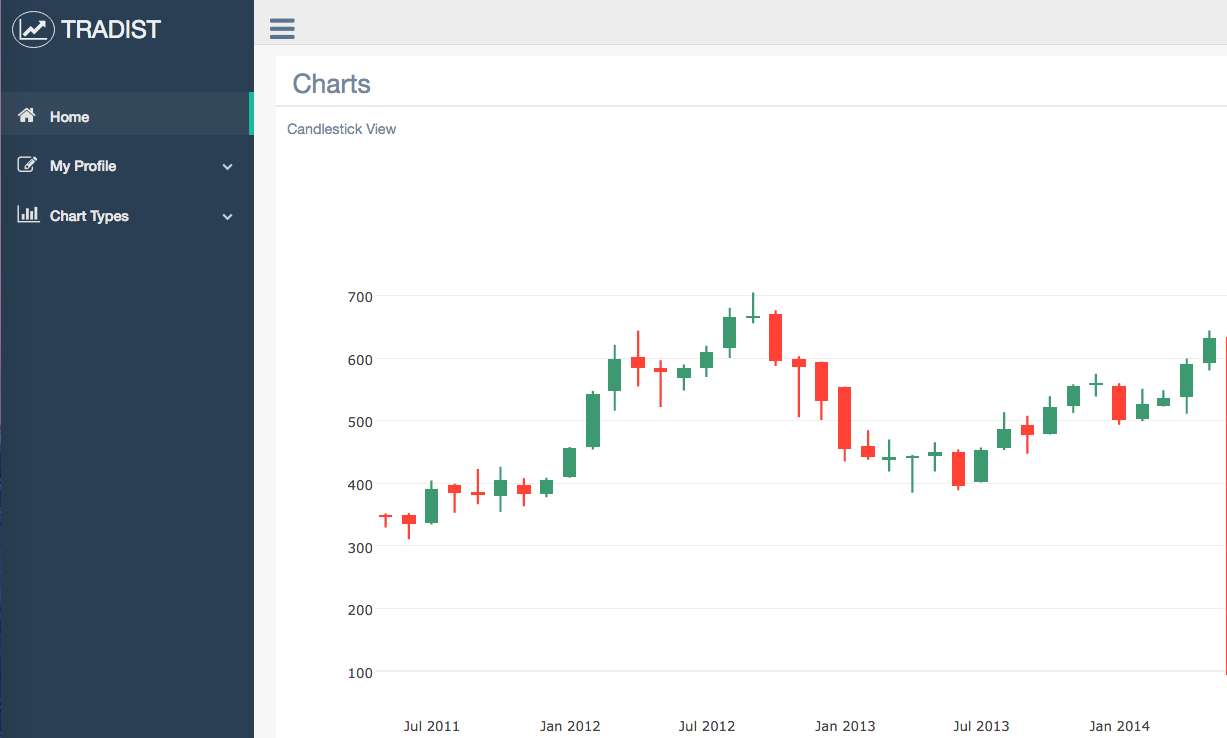 TRADIST
Home
My Profile
Chart Types
Charts
Candlestick View
700
600
500
400
300
200
100
Jul 2011 Jan 2012 Jul 2012 Jan 2013 Jul 2013 Jan 2014